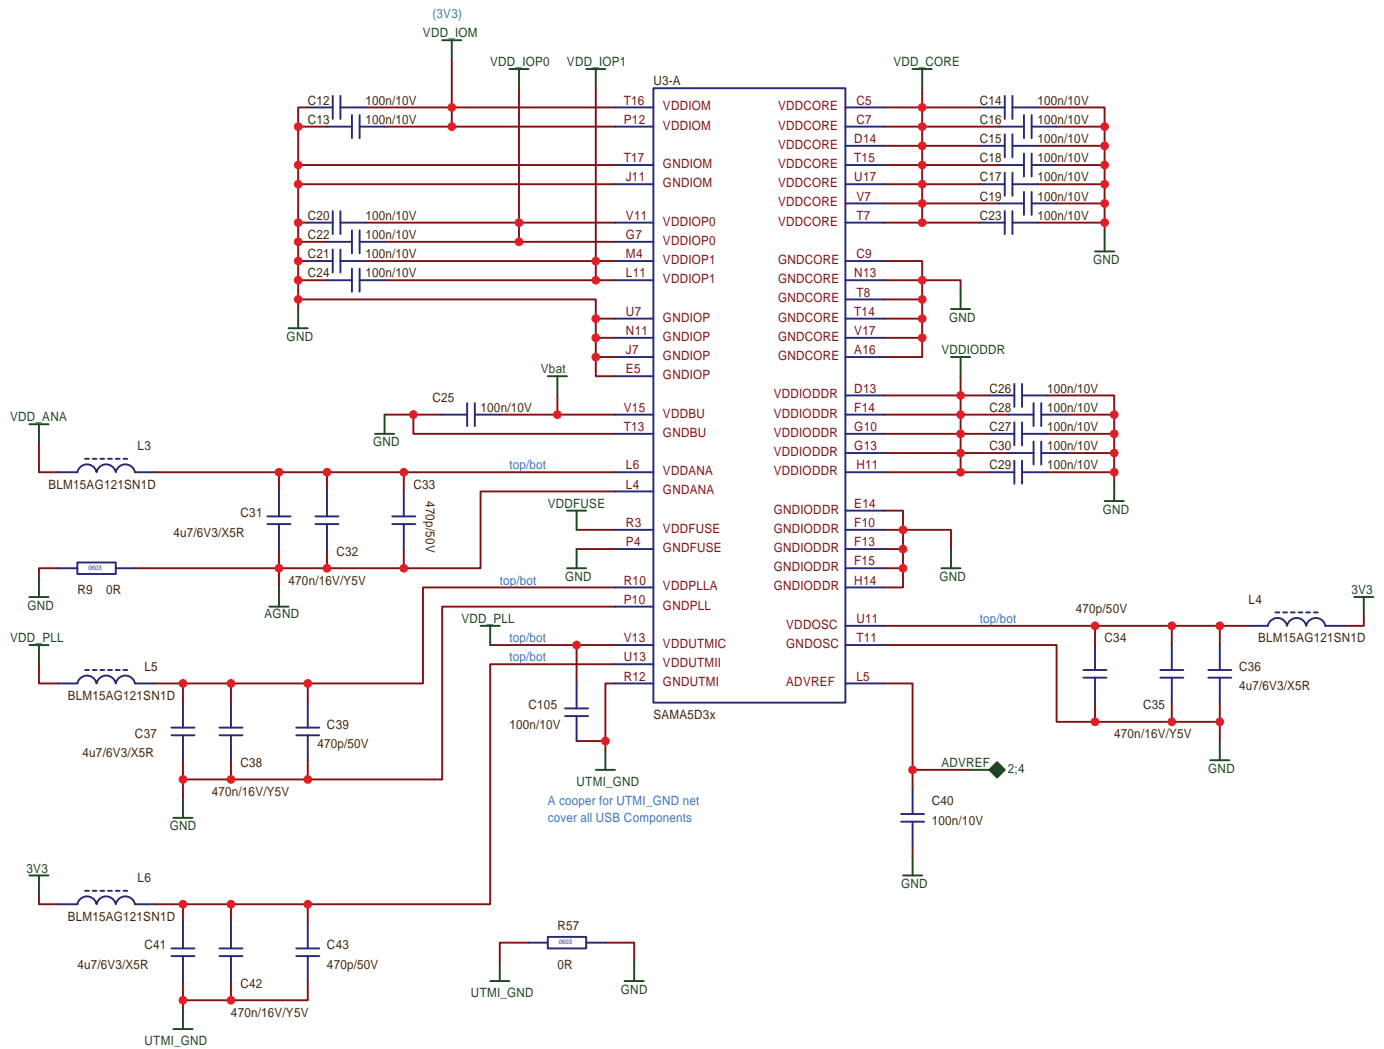 (3V3)
VDD_IOM
VDD_IOP0
VDD_IOP1
VDD_CORE
U3-A
C12 100n/10V T16 VDDIOM
C13 100n/10V P12 VDDIOM
T17 GNDIOM
J11 GNDIOM
C20 100n/10V V11 VDDIOP0
C22 100n/10V G7 VDDIOP0
C21 100n/10V M4 VDDIOP1
C24 100n/10V L11 VDDIOP1
GND
U7 GNDIOP
N11 GNDIOP
J7 GNDIOP
E5 GNDIOP
Vbat
C25 100n/10V V15 VDDBU
GND
T13 GNDBU
VDD_ANA
L3
BLM15AG121SN1D
top/bot
L6 VDDANA
L4 GNDANA
C31
4u7/6V3/X5R
C32
470n/16V/Y5V
C33
470p/50V
0603
R9 0R
GND
AGND
VDDFUSE
R3 VDDFUSE
P4 GNDFUSE
GND
top/bot
R10 VDDPLLA
P10 GNDPLL
VDD_PLL
L5
BLM15AG121SN1D
C37
4u7/6V3/X5R
C38
470n/16V/Y5V
C39
470p/50V
GND
VDD_PLL
top/bot
V13 VDDUTMIC
top/bot
U13 VDDUTMII
R12 GNDUTMI
C105
100n/10V
UTMI_GND
A cooper for UTMI_GND net
cover all USB Components
SAMA5D3x
VDDCORE C5 C14 100n/10V
VDDCORE C7 C16 100n/10V
VDDCORE D14 C15 100n/10V
VDDCORE T15 C18 100n/10V
VDDCORE U17 C17 100n/10V
VDDCORE V7 C19 100n/10V
VDDCORE T7 C23 100n/10V
GND
GNDCORE C9
GNDCORE N13
GNDCORE T8
GNDCORE T14
GNDCORE V17
GNDCORE A16
GND
VDDIODDR
VDDIODDR D13 C26 100n/10V
VDDIODDR F14 C28 100n/10V
VDDIODDR G10 C27 100n/10V
VDDIODDR G13 C30 100n/10V
VDDIODDR H11 C29 100n/10V
GND
GNDIODDR E14
GNDIODDR F10
GNDIODDR F13
GNDIODDR F15
GNDIODDR H14
GND
VDDOSC U11
top/bot
GNDOSC T11
470p/50V
C34
C35
470n/16V/Y5V
C36
4u7/6V3/X5R
L4
BLM15AG121SN1D
3V3
GND
ADVREF L5
ADVREF 2;4
C40
100n/10V
GND
3V3
L6
BLM15AG121SN1D
C41
4u7/6V3/X5R
C42
470n/16V/Y5V
C43
470p/50V
UTMI_GND
R57
0603
0R
UTMI_GND
GND